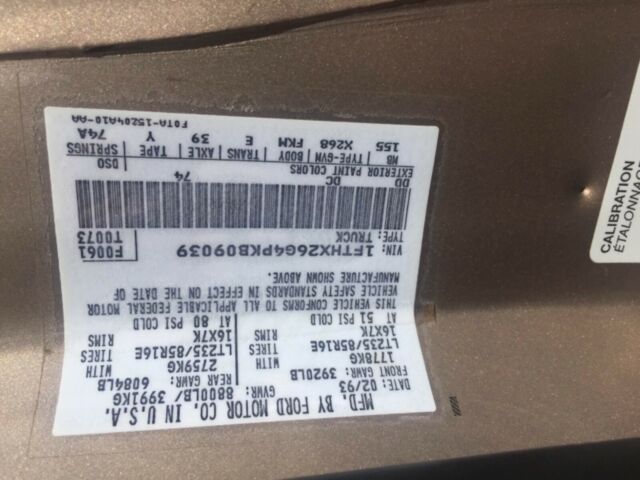 MFD. BY FORD MOTOR CO. IN U.S.A.
DATE: 02/93 GVWR: 8800LB/ 3991KG
FRONT GAWR: 3920LB REAR GAWR: 6084LB
1778KG 2759KG WITH
LT235/85R16E TIRES LT235/85R16E TIRES
16X7K RIMS 16X7K RIMS
AT 51 PSI COLD AT 80 PSI COLD
THIS VEHICLE CONFORMS TO ALL APPLICABLE FEDERAL MOTOR
VEHICLE SAFETY STANDARDS IN EFFECT ON THE DATE OF
MANUFACTURE SHOWN ABOVE.
VIN: 1FTHX26G4PKB09039 F0061
TYPE: TRUCK T0073
DD DC 74
EXTERIOR PAINT COLORS DSO
WB TYPE-GVM BODY TRANS AXLE TAPE SPRINGS
155 X268 FKM E 39 Y 74A
F0TA-15204A10-AA
CALIBRATION
ÉTALONNAGE